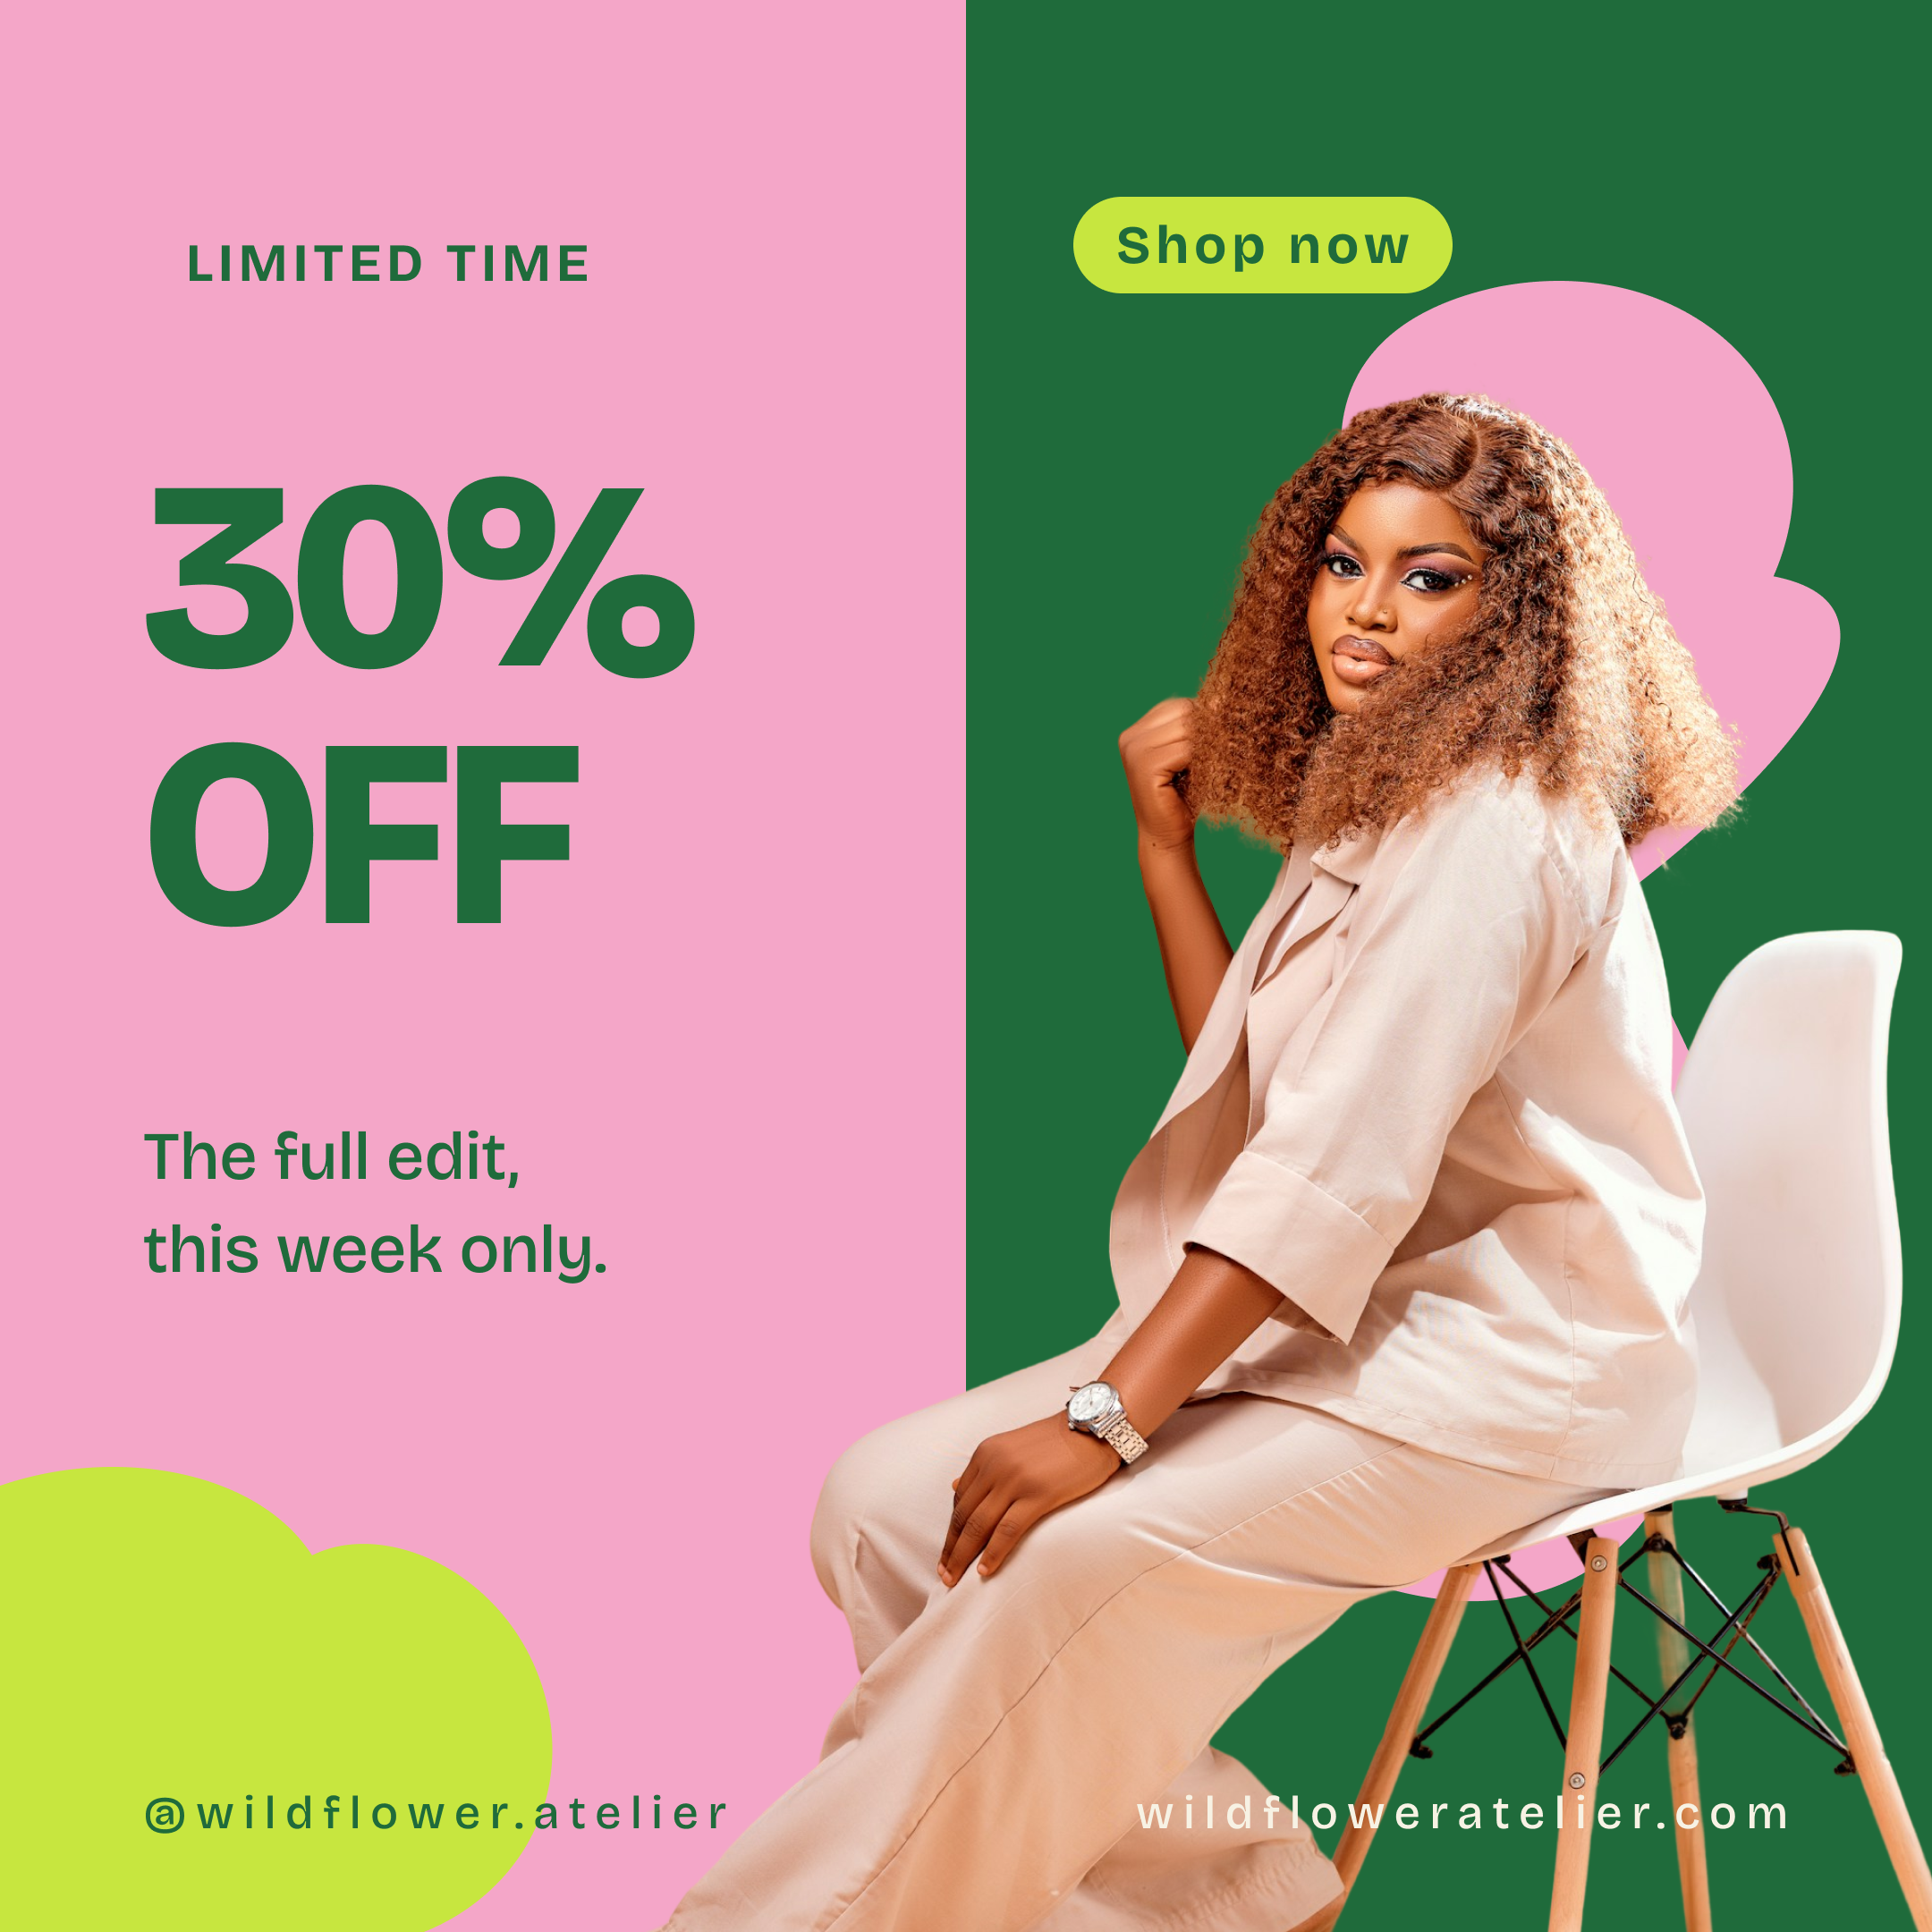 LIMITED TIME
Shop now
30%
OFF
The full edit,
this week only.
@wildflower.atelier
wildfloweratelier.com